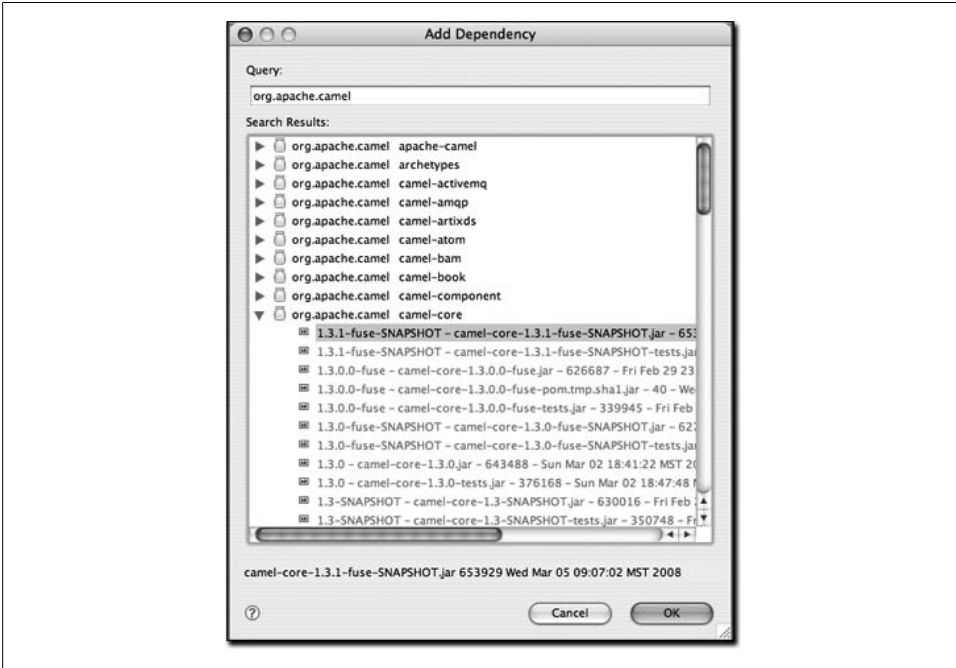 Add Dependency
Query:
org.apache.camel
Search Results:
org.apache.camel apache-camel
org.apache.camel archetypes
org.apache.camel camel-activemq
org.apache.camel camel-amqp
org.apache.camel camel-artixds
org.apache.camel camel-atom
org.apache.camel camel-bam
org.apache.camel camel-book
org.apache.camel camel-component
org.apache.camel camel-core
1.3.1-fuse-SNAPSHOT - camel-core-1.3.1-fuse-SNAPSHOT.jar - 653
1.3.1-fuse-SNAPSHOT - camel-core-1.3.1-fuse-SNAPSHOT-tests.ja
1.3.0.0-fuse - camel-core-1.3.0.0-fuse.jar - 626687 - Fri Feb 29 23
1.3.0.0-fuse - camel-core-1.3.0.0-fuse-pom.tmp.sha1.jar - 40 - We
1.3.0.0-fuse - camel-core-1.3.0.0-fuse-tests.jar - 339945 - Fri Feb
1.3.0-fuse-SNAPSHOT - camel-core-1.3.0-fuse-SNAPSHOT.jar - 627
1.3.0-fuse-SNAPSHOT - camel-core-1.3.0-fuse-SNAPSHOT-tests.ja
1.3.0 - camel-core-1.3.0.jar - 643488 - Sun Mar 02 18:41:22 MST 20
1.3.0 - camel-core-1.3.0-tests.jar - 376168 - Sun Mar 02 18:47:48
1.3-SNAPSHOT - camel-core-1.3-SNAPSHOT.jar - 630016 - Fri Feb
1.3-SNAPSHOT - camel-core-1.3-SNAPSHOT-tests.jar - 350748 - Fr
camel-core-1.3.1-fuse-SNAPSHOT.jar 653929 Wed Mar 05 09:07:02 MST 2008
?
Cancel
OK